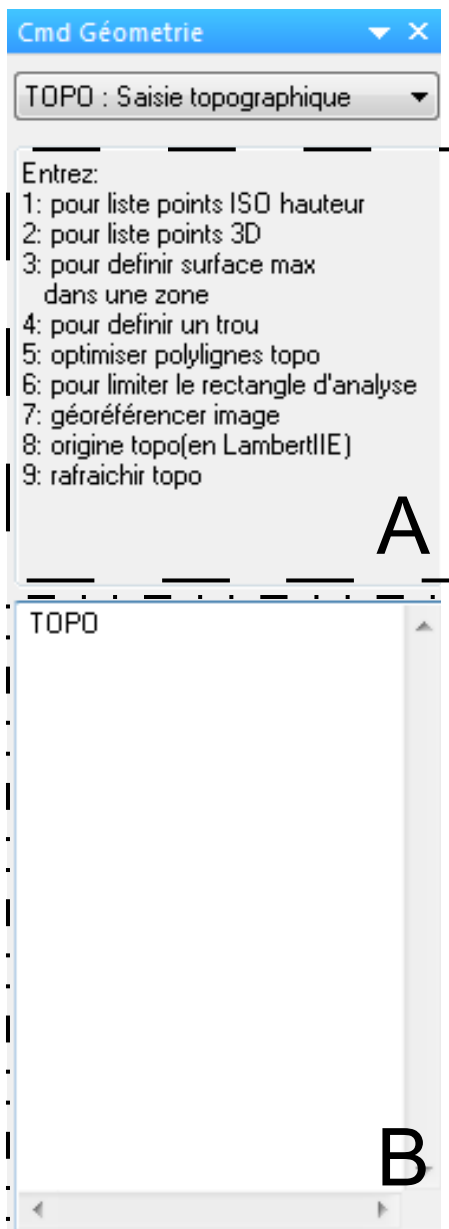 Cmd Géometrie
TOPO : Saisie topographique
Entrez:
1: pour liste points ISO hauteur
2: pour liste points 3D
3: pour definir surface max
dans une zone
4: pour definir un trou
5: optimiser polylignes topo
6: pour limiter le rectangle d'analyse
7: géoréférencer image
8: origine topo(en LambertIIE)
9: rafraichir topo
A
TOPO
B